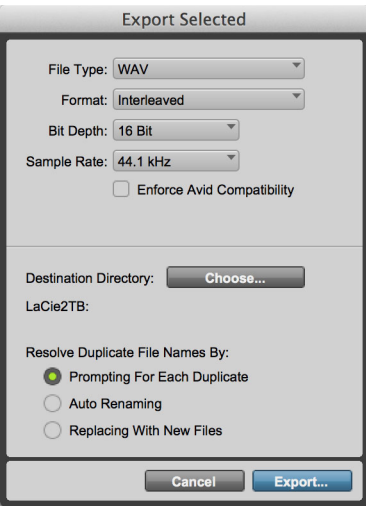 Export Selected
File Type: WAV
Format: Interleaved
Bit Depth: 16 Bit
Sample Rate: 44.1 kHz
Enforce Avid Compatibility
Destination Directory: Choose...
LaCie2TB:
Resolve Duplicate File Names By:
Prompting For Each Duplicate
Auto Renaming
Replacing With New Files
Cancel Export...